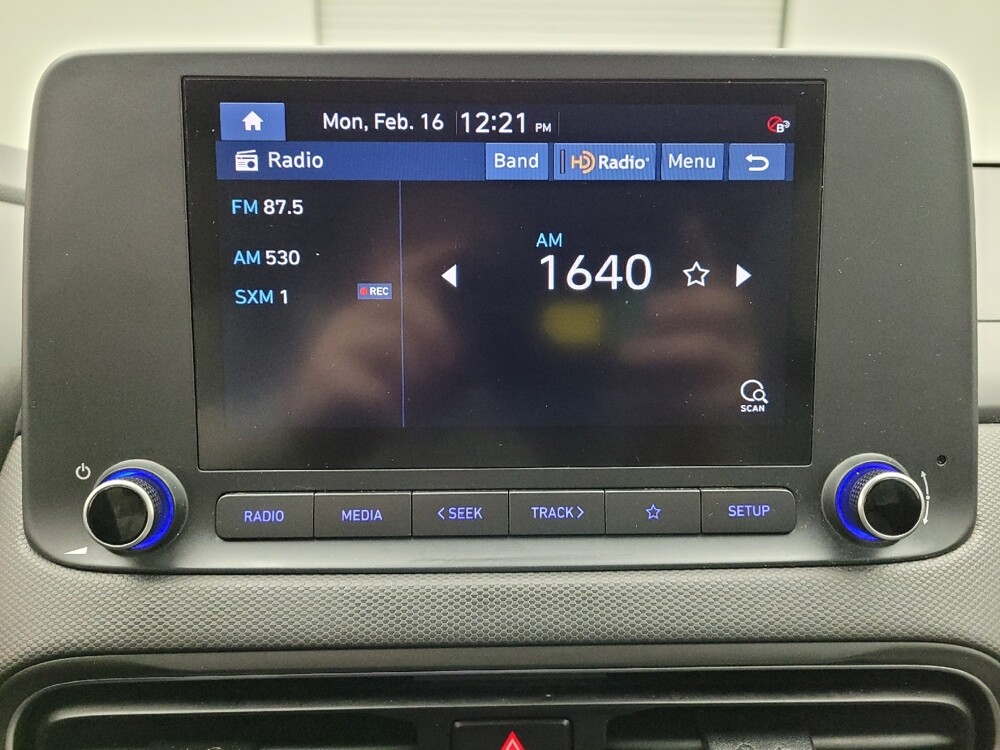 Mon, Feb. 16 12:21 PM B
Radio Band HD Radio Menu
FM 87.5
AM 530
SXM 1 REC
AM
1640
SCAN
RADIO MEDIA < SEEK TRACK > SETUP